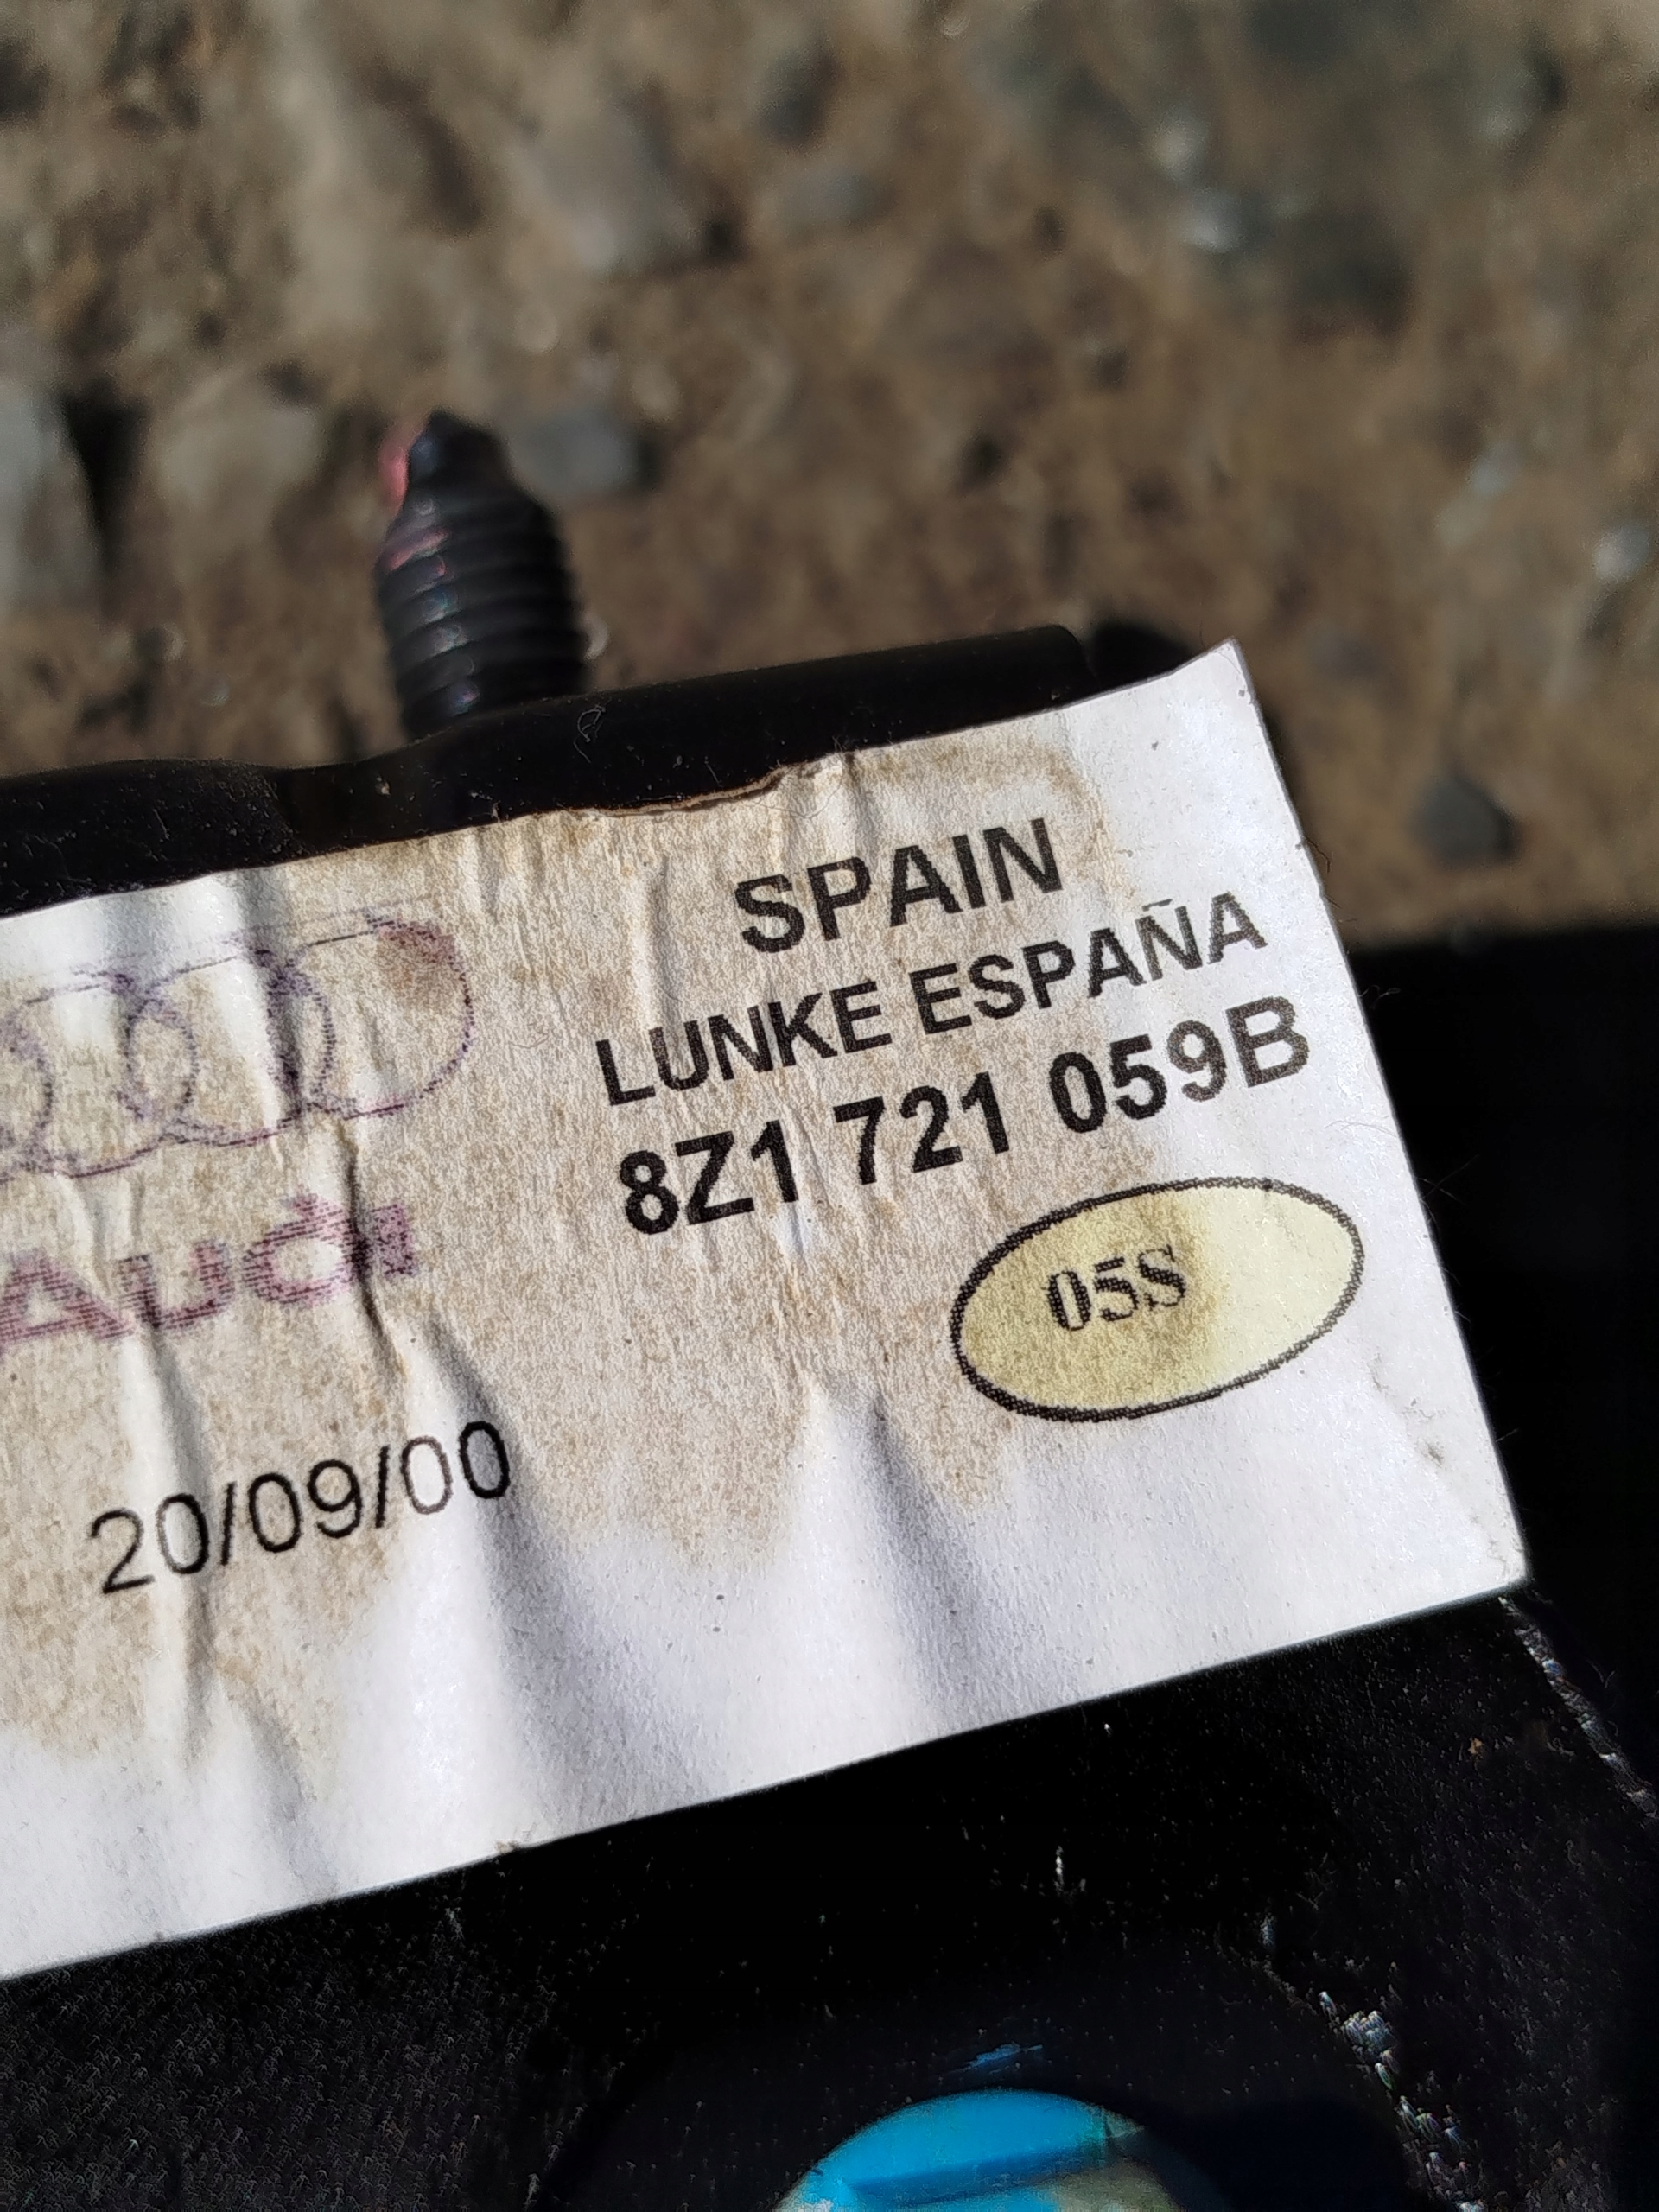 SPAIN
LUNKE ESPAÑA
8Z1 721 059B
AUDI
05S
20/09/00